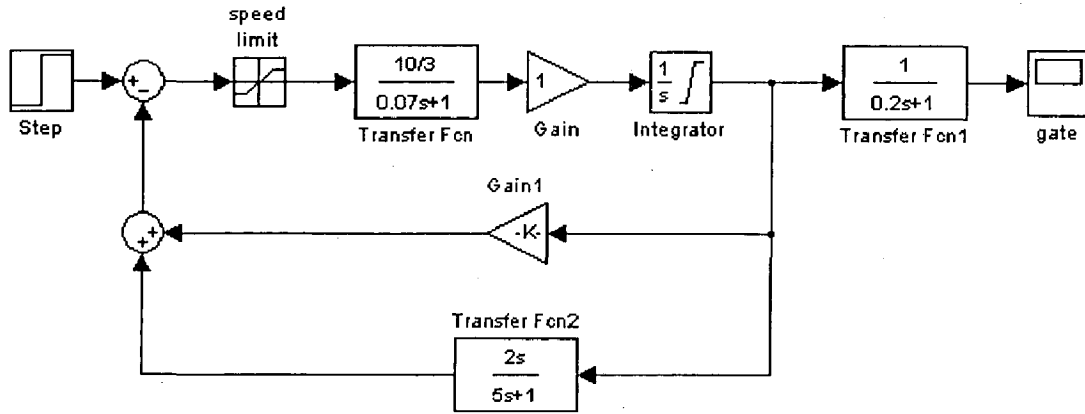 speed
limit
+
−
10/3
0.07s+1
1
1
s
1
0.2s+1
Step
Transfer Fcn
Gain
Integrator
Transfer Fcn1
gate
Gain1
+
+
-K-
Transfer Fcn2
2s
5s+1